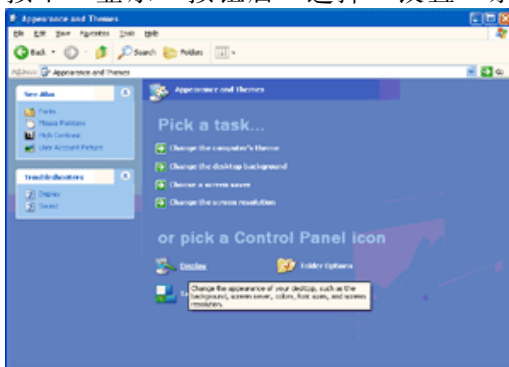 Appearance and Themes
File Edit View Favorites Tools Help
Back Search Folders
Address Appearance and Themes
See Also
Fonts
Mouse Pointers
High Contrast
User Account Picture
Troubleshooters
Display
Sound
Appearance and Themes
Pick a task...
Change the computer's theme
Change the desktop background
Choose a screen saver
Change the screen resolution
or pick a Control Panel icon
Display
Folder Options
Change the appearance of your desktop, such as the
background, screen saver, colors, font sizes, and screen
resolution.